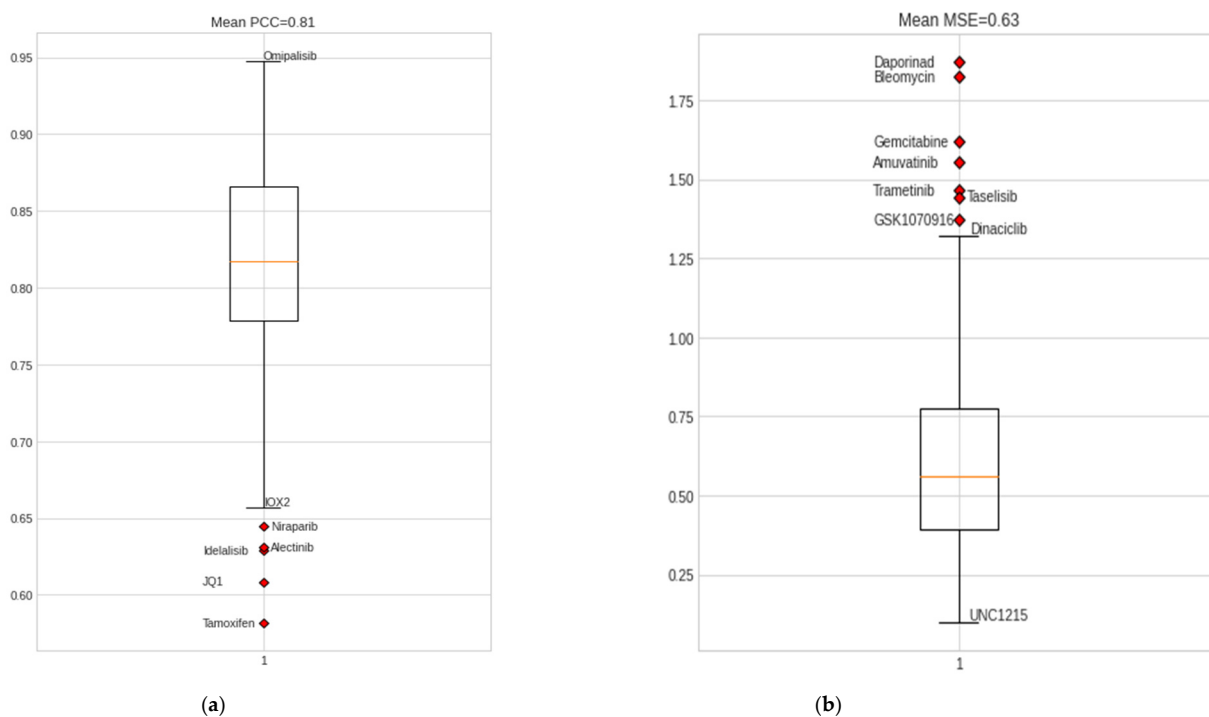 Mean PCC=0.81
0.95
Omipalisib
0.90
0.85
0.80
0.75
0.70
IOX2
0.65
Niraparib
Alectinib
Idelalisib
JQ1
0.60
Tamoxifen
1
(a)
Mean MSE=0.63
Daporinad
Bleomycin
1.75
Gemcitabine
Amuvatinib
1.50
Trametinib
Taselisib
GSK1070916
Dinaciclib
1.25
1.00
0.75
0.50
0.25
UNC1215
1
(b)